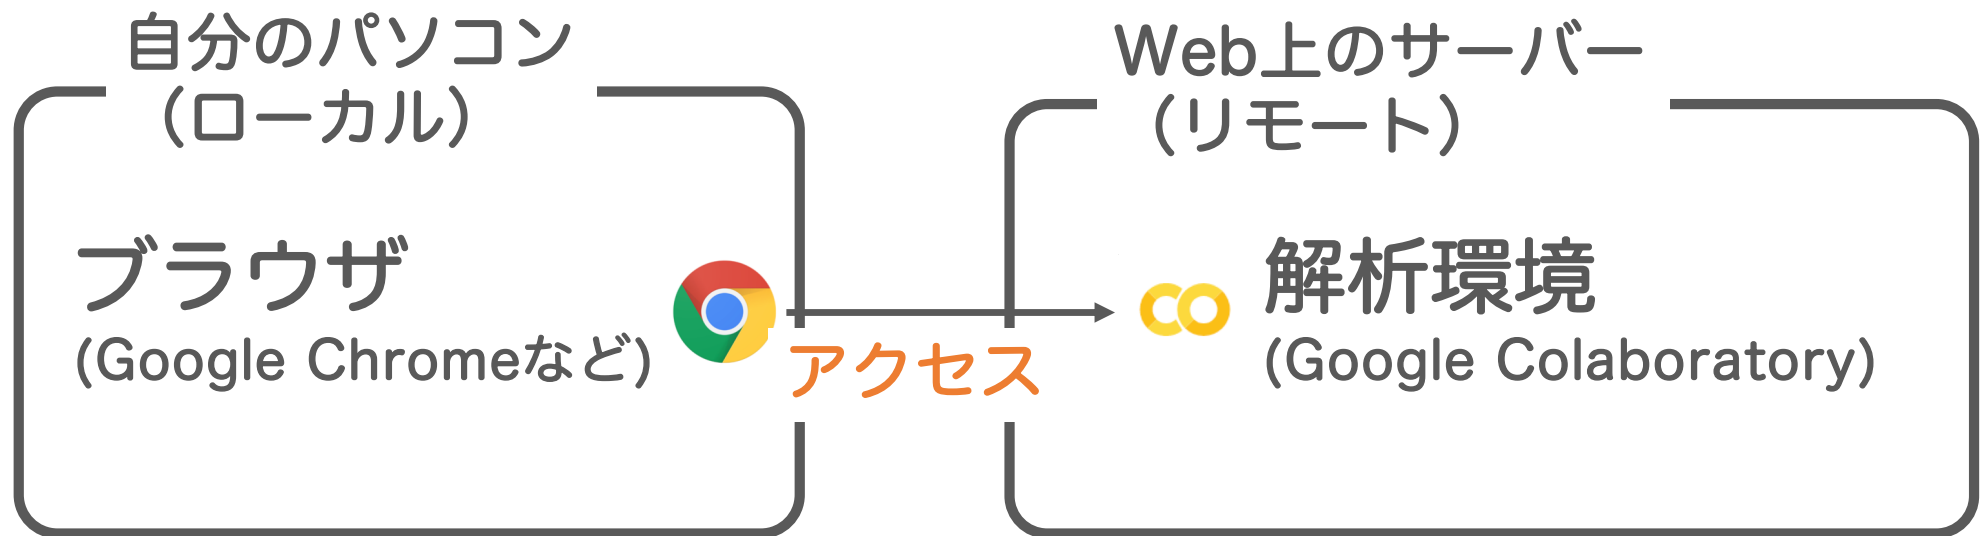 自分のパソコン
(ローカル)
ブラウザ
(Google Chromeなど)
アクセス
Web上のサーバー
(リモート)
解析環境
(Google Colaboratory)